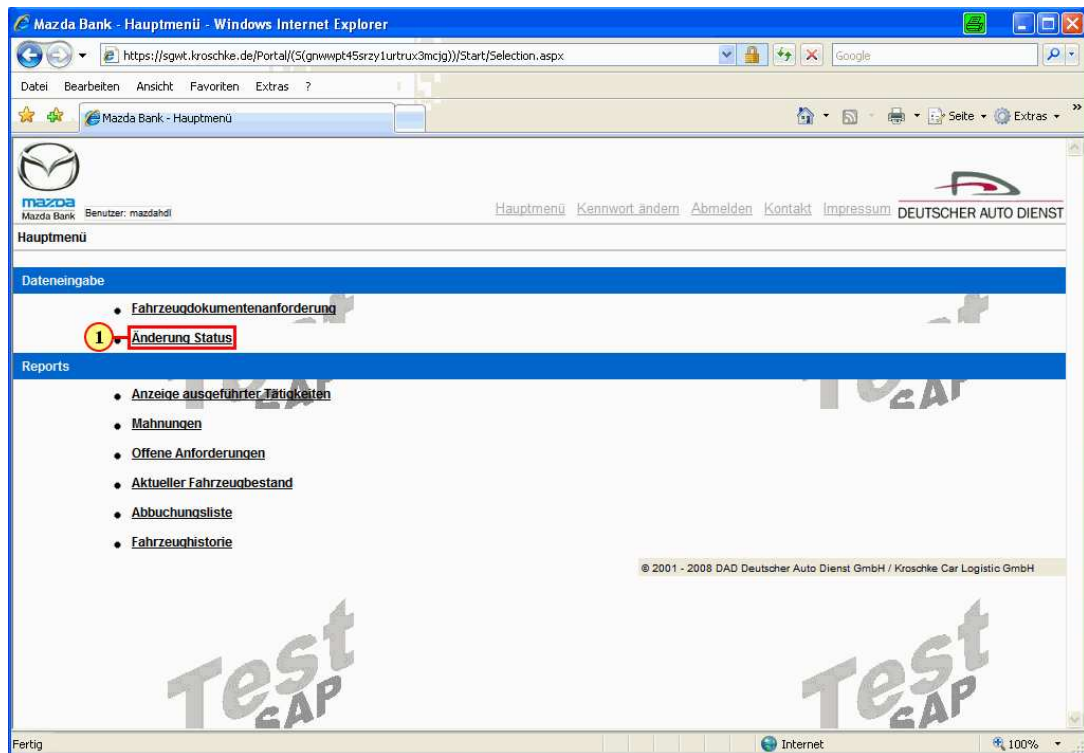 Mazda Bank - Hauptmenü - Windows Internet Explorer
https://sgwt.kroschke.de/Portal/(S(gnwwpt45srzy1urtrux3mcjg))/Start/Selection.aspx
Google
Datei Bearbeiten Ansicht Favoriten Extras ?
Mazda Bank - Hauptmenü
Seite Extras
mazda
Mazda Bank
Benutzer: mazdahdl
Hauptmenü Kennwort ändern Abmelden Kontakt Impressum
DEUTSCHER AUTO DIENST
Hauptmenü
Dateneingabe
Fahrzeugdokumentenanforderung
1 Änderung Status
Reports
Anzeige ausgeführter Tätigkeiten
Mahnungen
Offene Anforderungen
Aktueller Fahrzeugbestand
Abbuchungsliste
Fahrzeughistorie
© 2001 - 2008 DAD Deutscher Auto Dienst GmbH / Kroschke Car Logistic GmbH
Test Test
SAP SAP
Fertig Internet 100%